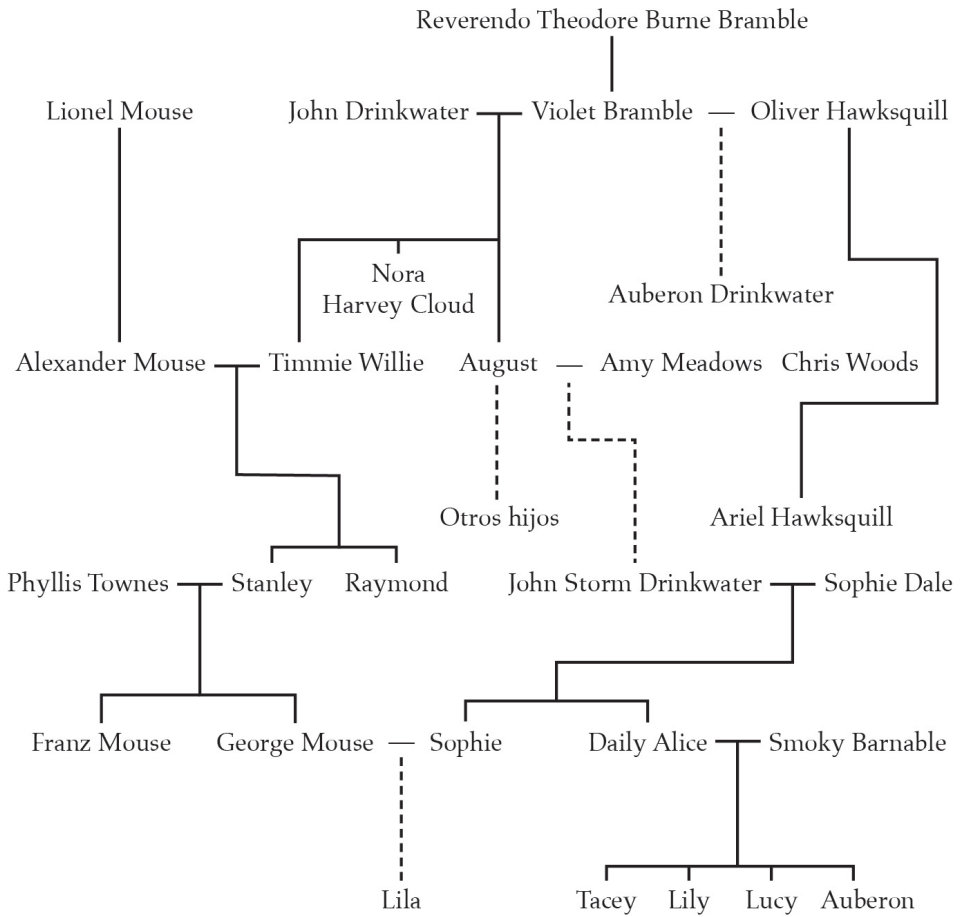 Reverendo Theodore Burne Bramble
Lionel Mouse John Drinkwater Violet Bramble Oliver Hawksquill
Nora
Harvey Cloud
Auberon Drinkwater
Alexander Mouse Timmie Willie August Amy Meadows Chris Woods
Otros hijos Ariel Hawksquill
Phyllis Townes Stanley Raymond John Storm Drinkwater Sophie Dale
Franz Mouse George Mouse Sophie Daily Alice Smoky Barnable
Lila Tacey Lily Lucy Auberon